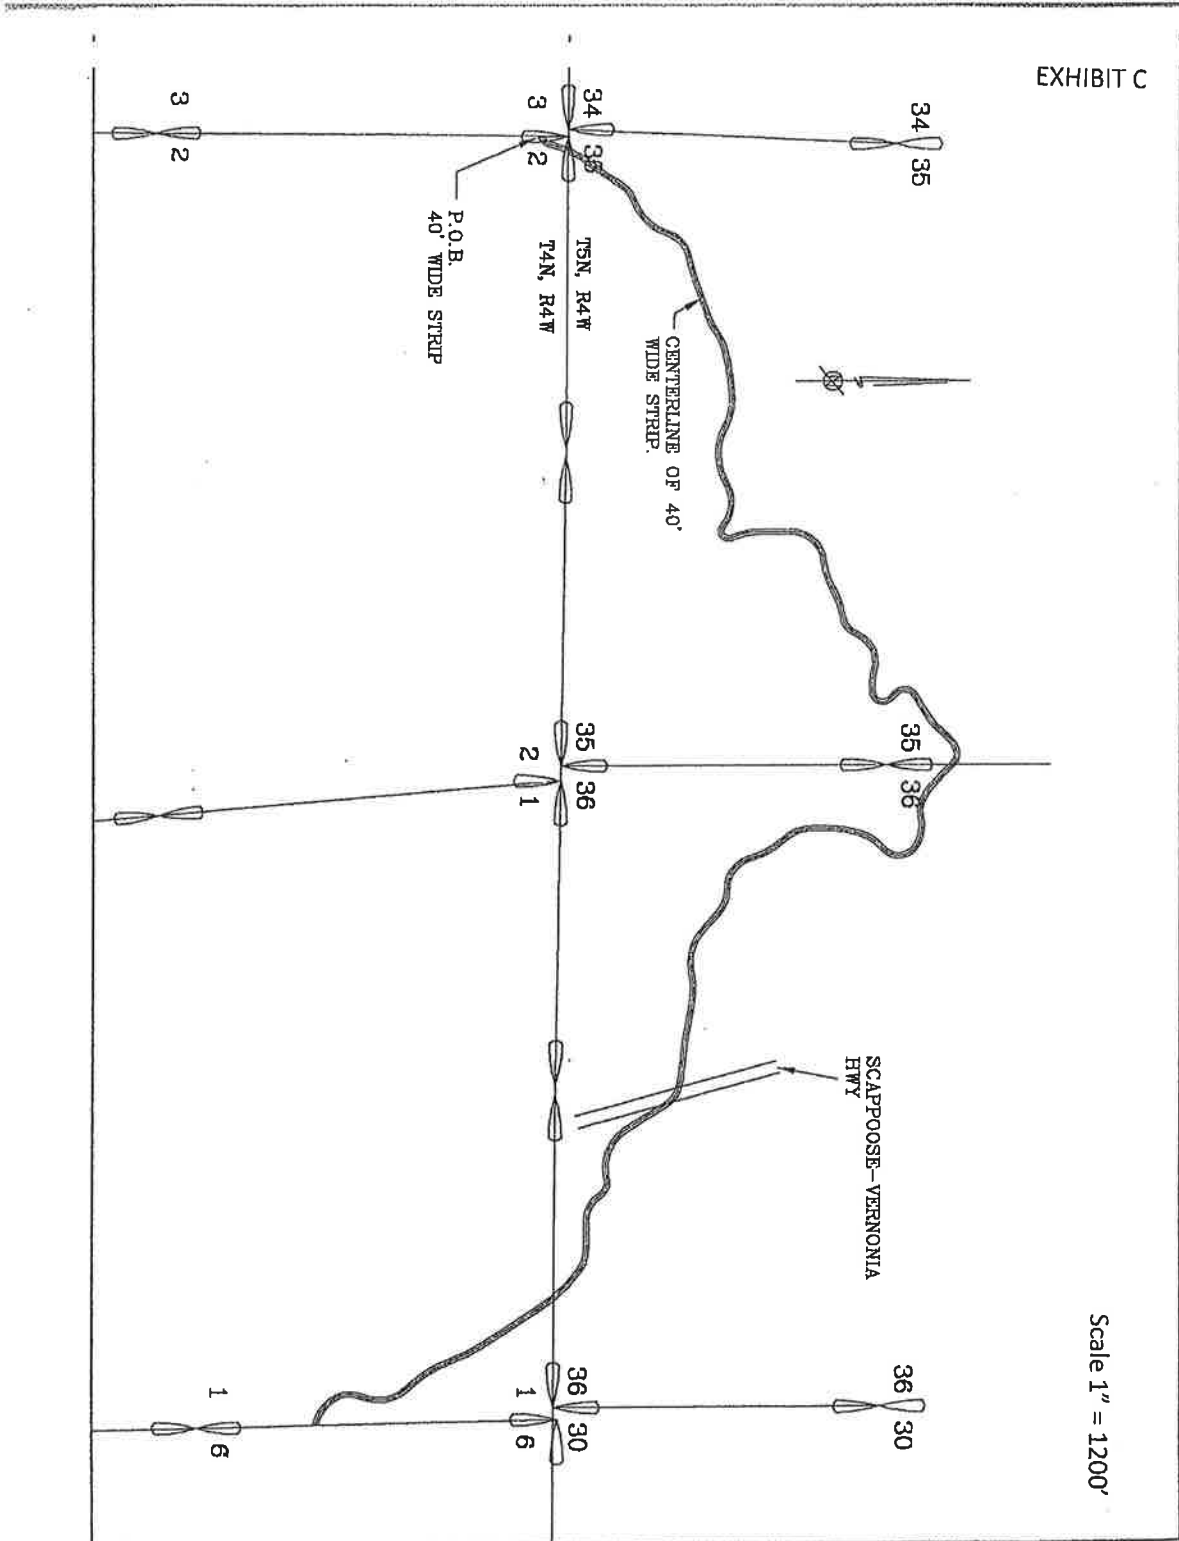 EXHIBIT C
Scale 1" = 1200'
34
35
35
36
36
30
SCAPPOOSE-VERNONIA
HWY
CENTERLINE OF 40'
WIDE STRIP.
34
35
35
36
36
30
T5N, R4W
T4N, R4W
3
2
2
1
1
6
P.O.B.
40' WIDE STRIP
3
2
1
6